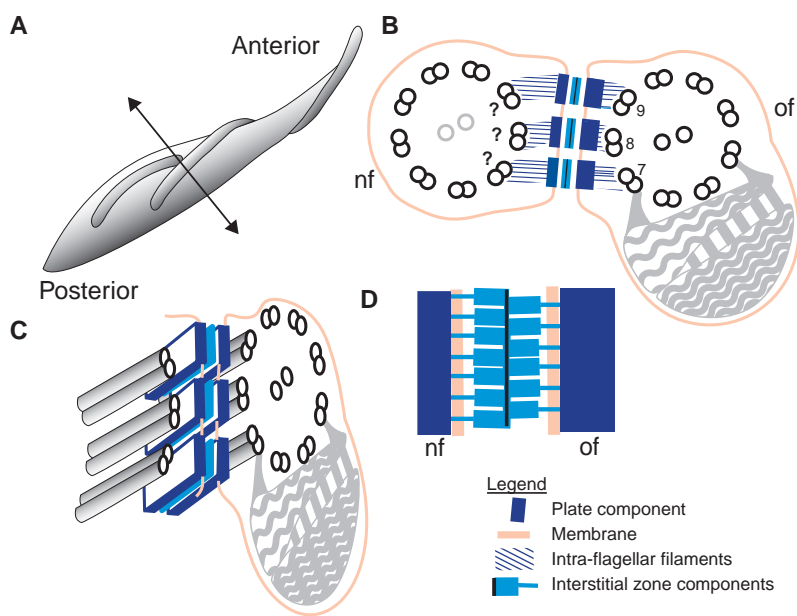 A
Anterior
Posterior
B
nf
of
?
?
?
9
8
7
C
D
nf
of
Legend
Plate component
Membrane
Intra-flagellar filaments
Interstitial zone components